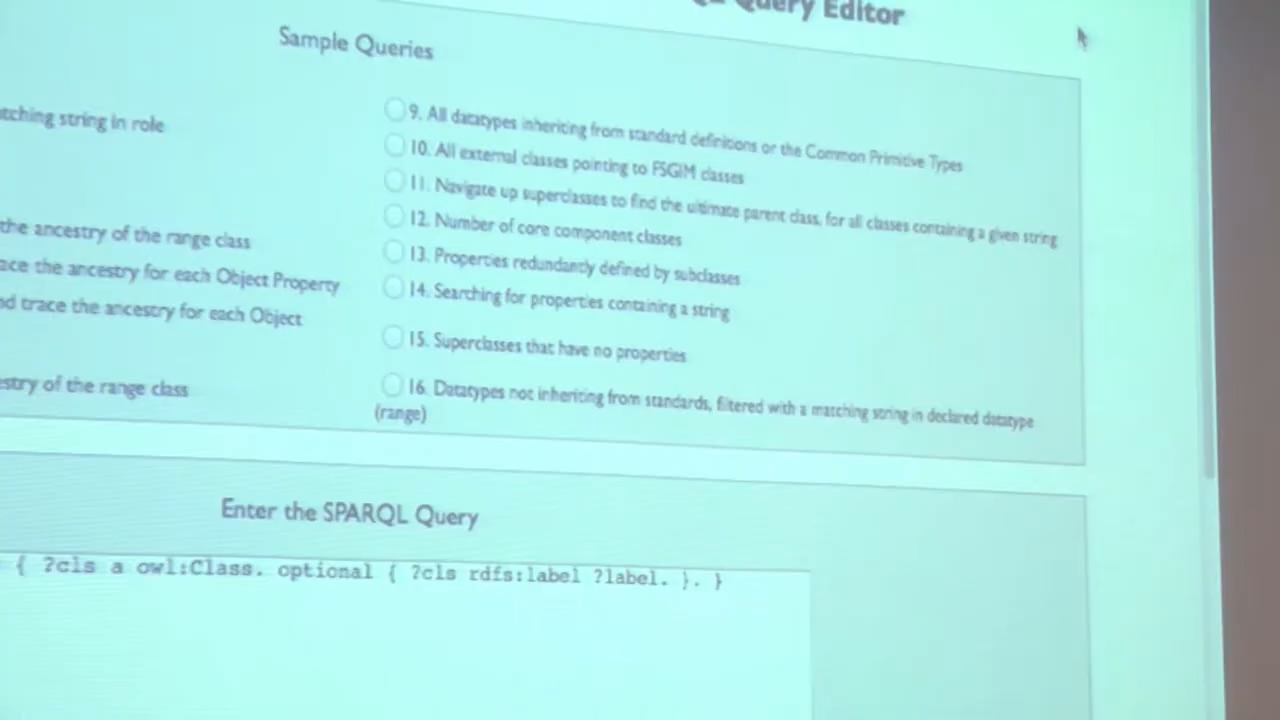 Query Editor
Sample Queries
tching string in role
the ancestry of the range class
ace the ancestry for each Object Property
nd trace the ancestry for each Object
estry of the range class
9. All datatypes inheriting from standard definitions or the Common Primitive Types
10. All external classes pointing to FSGIM classes
11. Navigate up superclasses to find the ultimate parent class, for all classes containing a given string
12. Number of core component classes
13. Properties redundantly defined by subclasses
14. Searching for properties containing a string
15. Superclasses that have no properties
16. Datatypes not inheriting from standards, filtered with a matching string in declared datatype
(range)
Enter the SPARQL Query
{ ?cls a owl:Class. optional { ?cls rdfs:label ?label. }. }